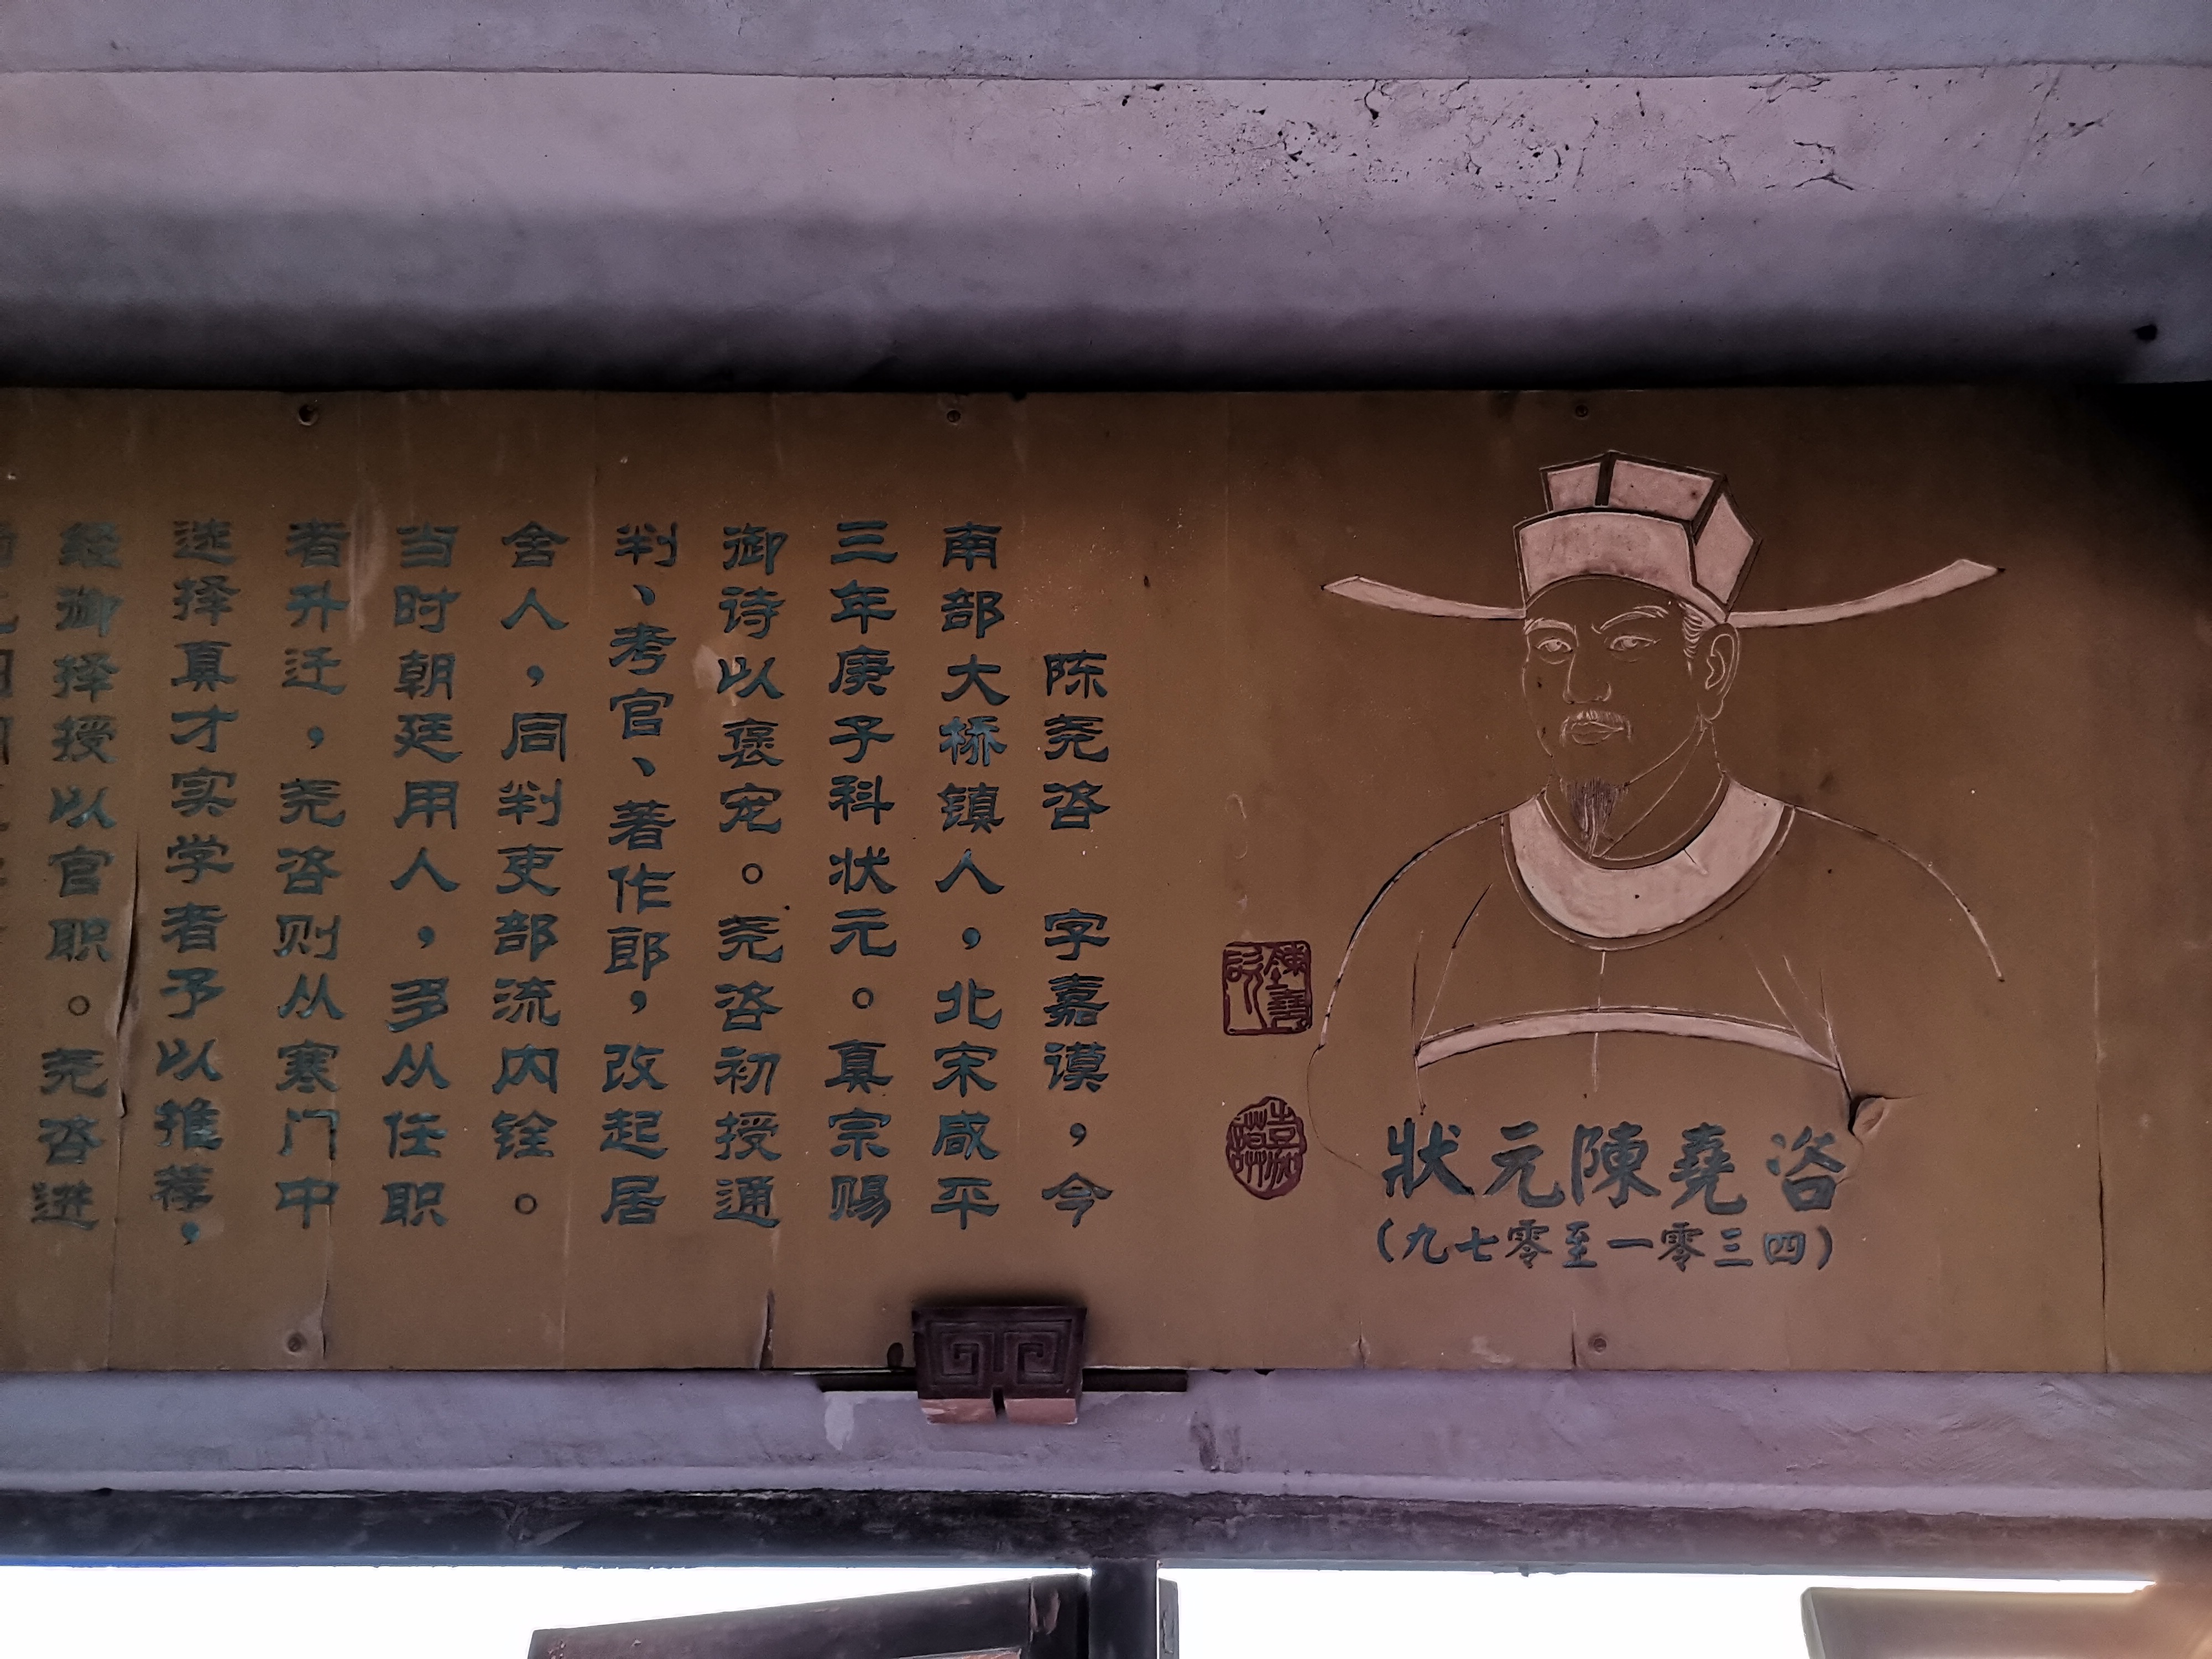 狀元陳堯咨
(九七零至一零三四)
陈尧咨 字嘉谟,今
南部大桥镇人,北宋咸平
三年庚子科状元。真宗赐
御诗以褒宠。尧咨初授通
判、考官、著作郎,改起居
舍人,同判吏部流内铨。
当时朝廷用人,多从任职
者升迁,尧咨则从寒门中
选择真才实学者予以推荐,
经御择授以官职。尧咨进